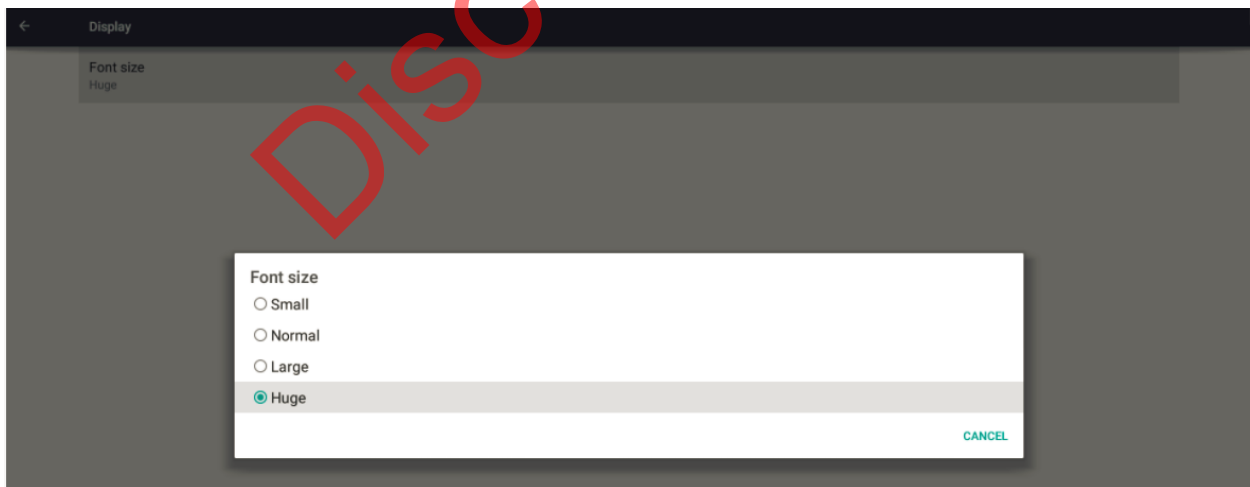 Display
Font size
Huge
Disc
Font size
Small
Normal
Large
Huge
CANCEL